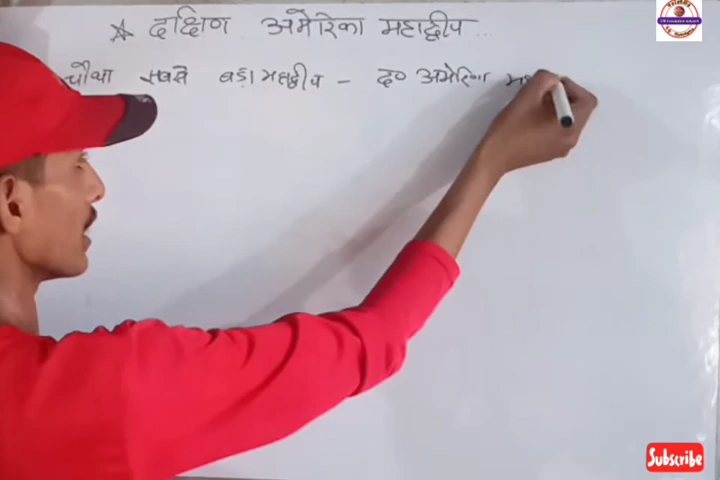 ☆ दक्षिण अमेरिका महाद्वीप
चौथा सबसे बड़ा महाद्वीप – द० अमेरिका
Subscribe